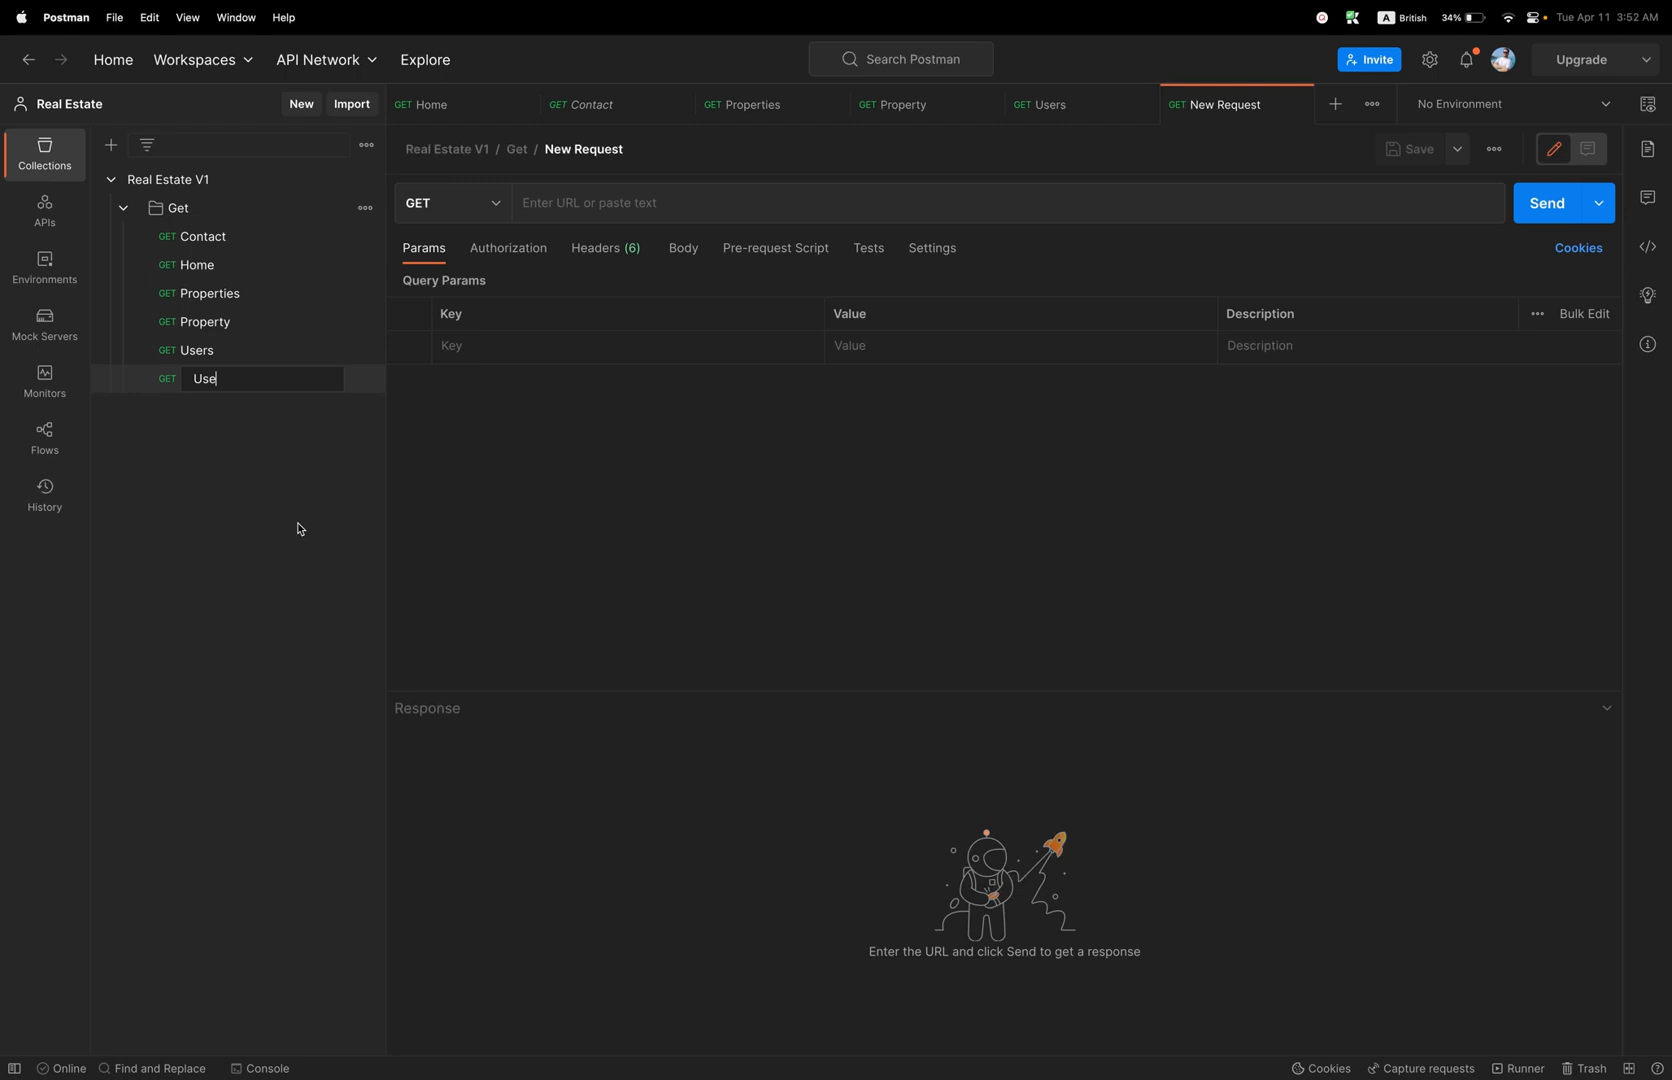 Postman File Edit View Window Help A British 34% Tue Apr 11 3:52 AM
Home Workspaces API Network Explore Search Postman Invite Upgrade
Real Estate New Import GET Home GET Contact GET Properties GET Property GET Users GET New Request No Environment
Collections
APIs
Environments
Mock Servers
Monitors
Flows
History
Real Estate V1
Get
GET Contact
GET Home
GET Properties
GET Property
GET Users
GET Use
Real Estate V1 / Get / New Request Save
GET Enter URL or paste text Send
Params Authorization Headers (6) Body Pre-request Script Tests Settings Cookies
Query Params
Key Value Description Bulk Edit
Key Value Description
Response
Enter the URL and click Send to get a response
Online Find and Replace Console Cookies Capture requests Runner Trash